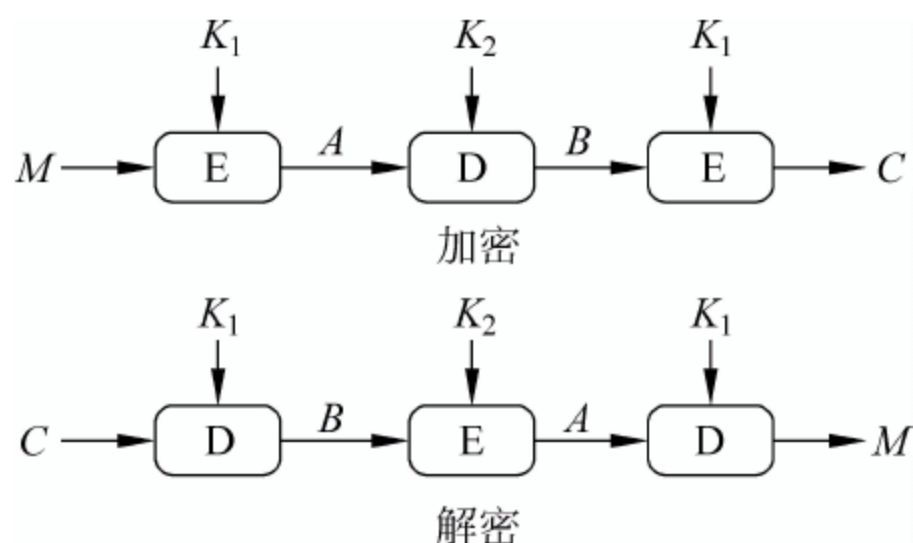 K₁ K₂ K₁
M E A D B E C
加密
K₁ K₂ K₁
C D B E A D M
解密